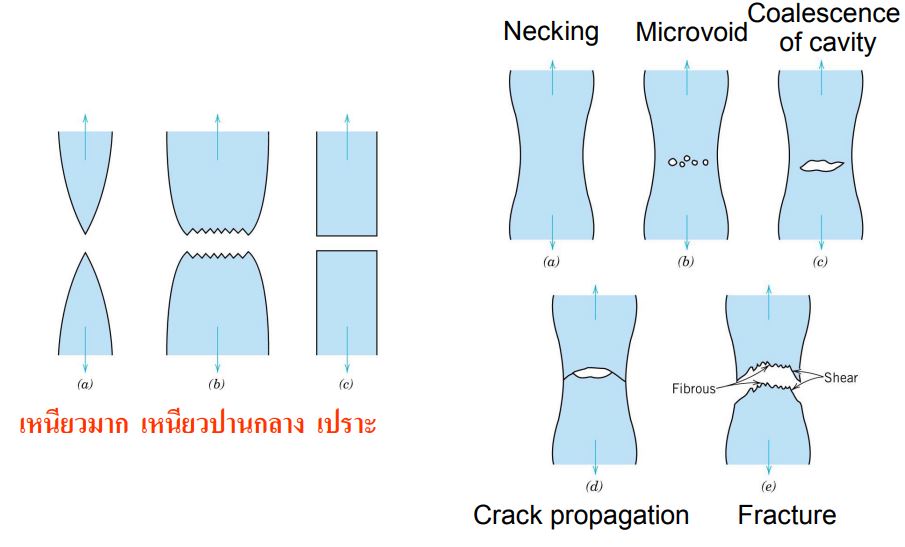 (a)
(b)
(c)
เหนียวมาก
เหนียวปานกลาง
เปราะ
Necking
Microvoid
Coalescence
of cavity
(a)
(b)
(c)
Fibrous
Shear
(d)
(e)
Crack propagation
Fracture